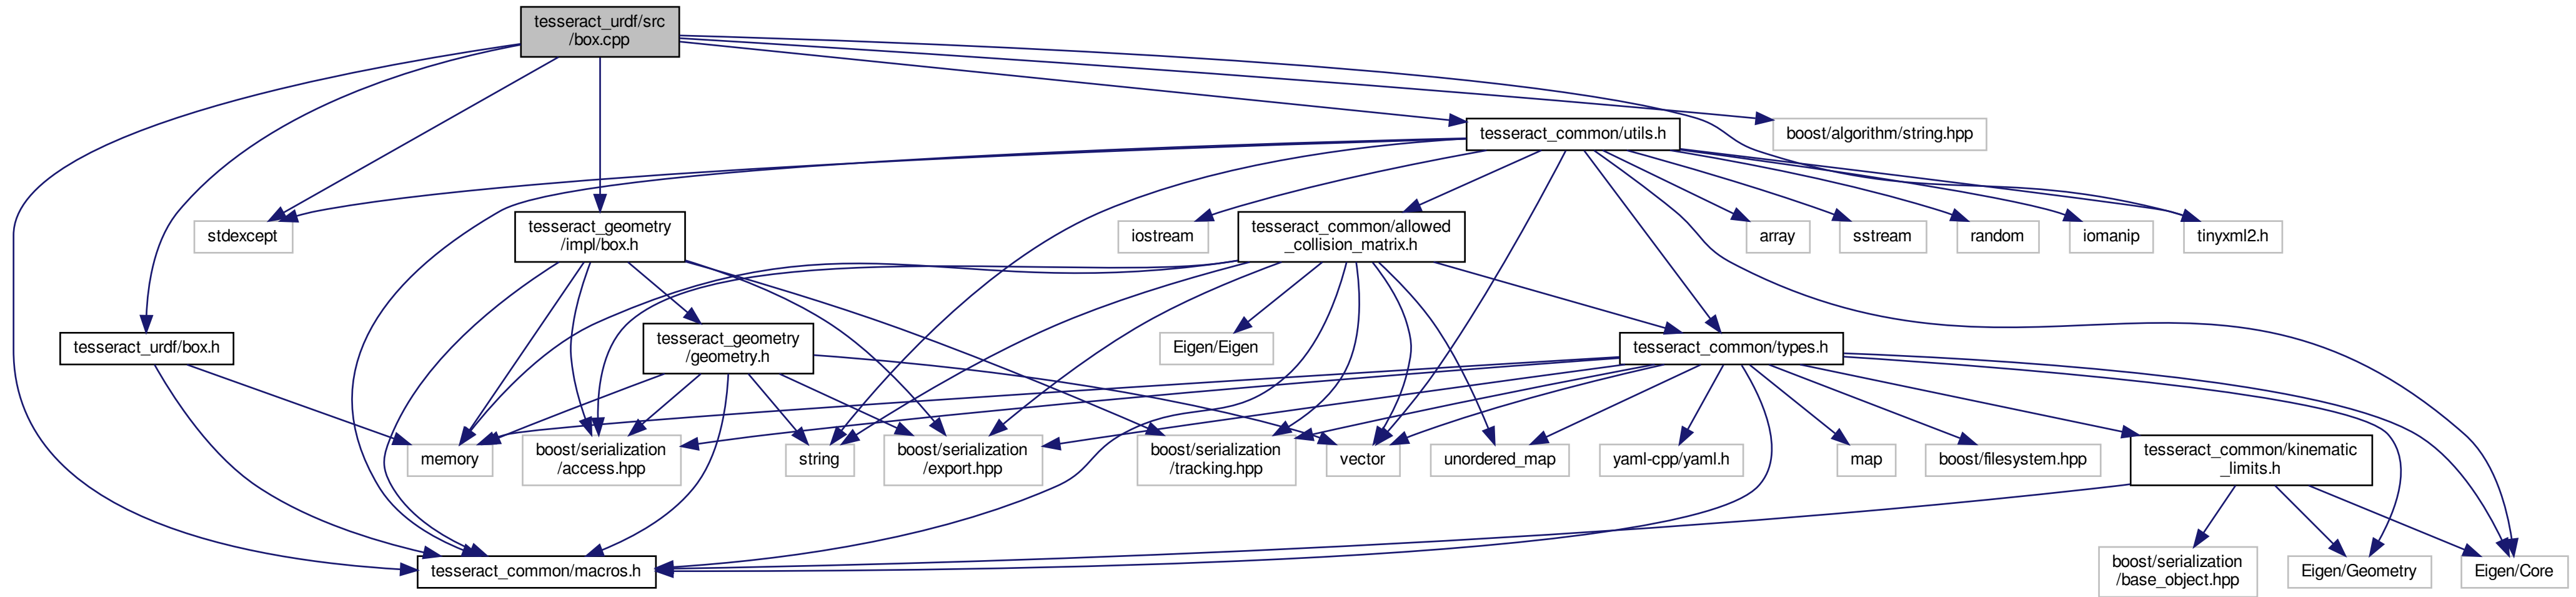 tesseract_urdf/src
/box.cpp
tesseract_common/utils.h
boost/algorithm/string.hpp
stdexcept
tesseract_geometry
/impl/box.h
iostream
tesseract_common/allowed
_collision_matrix.h
array
sstream
random
iomanip
tinyxml2.h
tesseract_urdf/box.h
tesseract_geometry
/geometry.h
Eigen/Eigen
tesseract_common/types.h
memory
boost/serialization
/access.hpp
string
boost/serialization
/export.hpp
boost/serialization
/tracking.hpp
vector
unordered_map
yaml-cpp/yaml.h
map
boost/filesystem.hpp
tesseract_common/kinematic
_limits.h
tesseract_common/macros.h
boost/serialization
/base_object.hpp
Eigen/Geometry
Eigen/Core